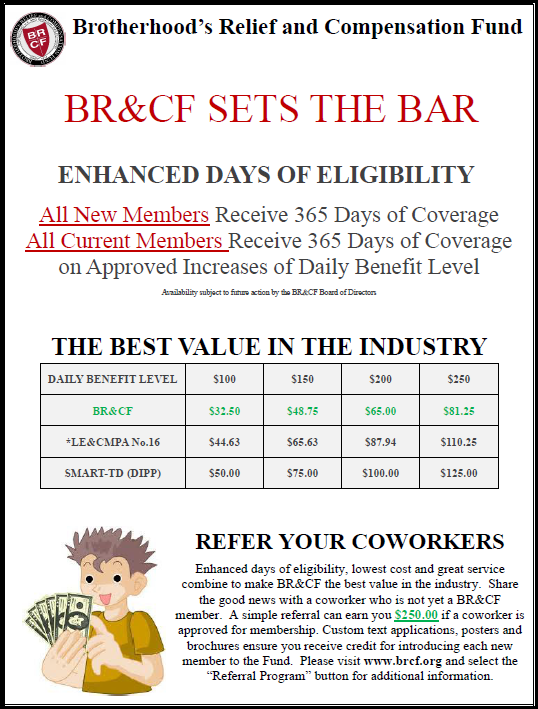 BR
CF
Brotherhood's Relief and Compensation Fund
BR&CF SETS THE BAR
ENHANCED DAYS OF ELIGIBILITY
All New Members Receive 365 Days of Coverage
All Current Members Receive 365 Days of Coverage
on Approved Increases of Daily Benefit Level
Availability subject to future action by the BR&CF Board of Directors
THE BEST VALUE IN THE INDUSTRY
DAILY BENEFIT LEVEL $100 $150 $200 $250
BR&CF $32.50 $48.75 $65.00 $81.25
*LE&CMPA No.16 $44.63 $65.63 $87.94 $110.25
SMART-TD (DIPP) $50.00 $75.00 $100.00 $125.00
REFER YOUR COWORKERS
Enhanced days of eligibility, lowest cost and great service
combine to make BR&CF the best value in the industry. Share
the good news with a coworker who is not yet a BR&CF
member. A simple referral can earn you $250.00 if a coworker is
approved for membership. Custom text applications, posters and
brochures ensure you receive credit for introducing each new
member to the Fund. Please visit www.brcf.org and select the
"Referral Program" button for additional information.